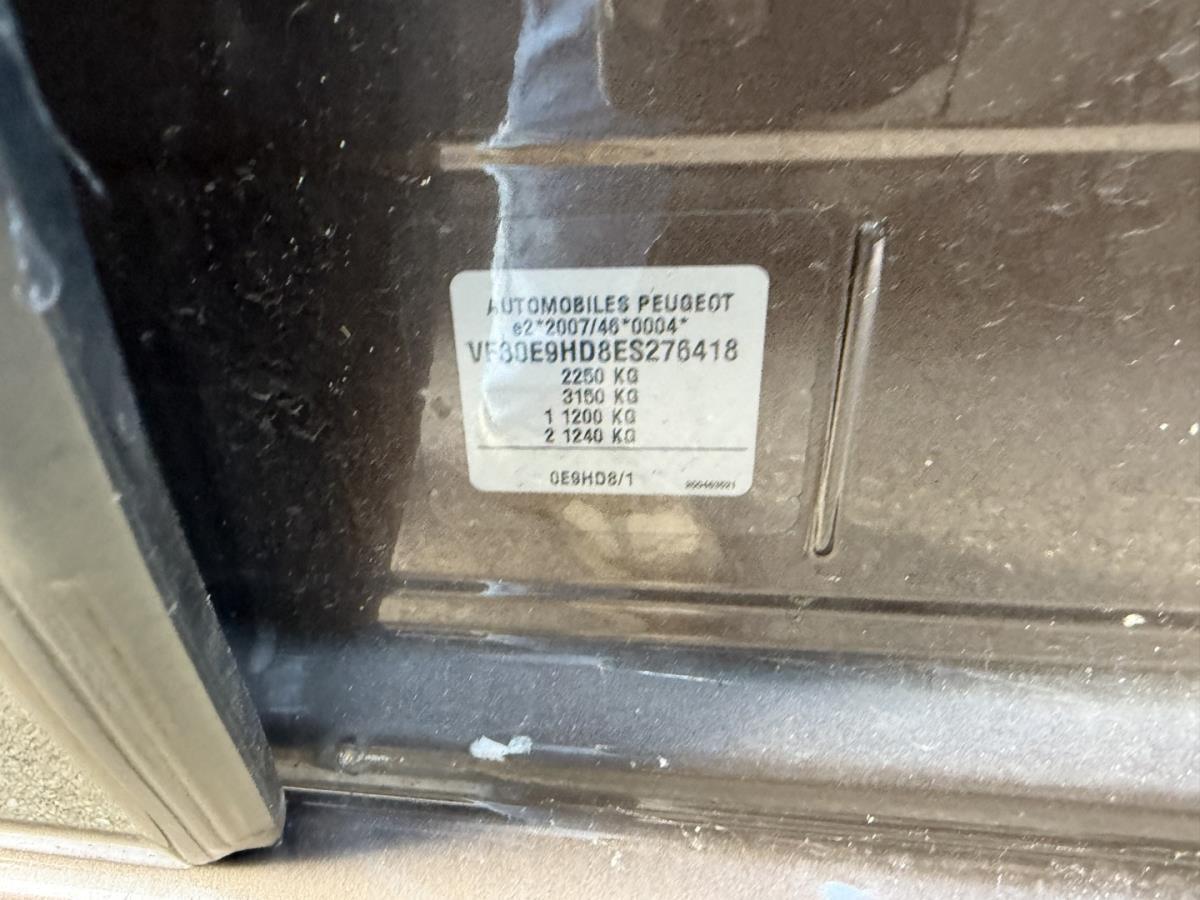 AUTOMOBILES PEUGEOT
e2*2007/46*0004*
VF30E9HD8ES276418
2250 KG
3150 KG
1 1200 KG
2 1240 KG
0E9HD8/1